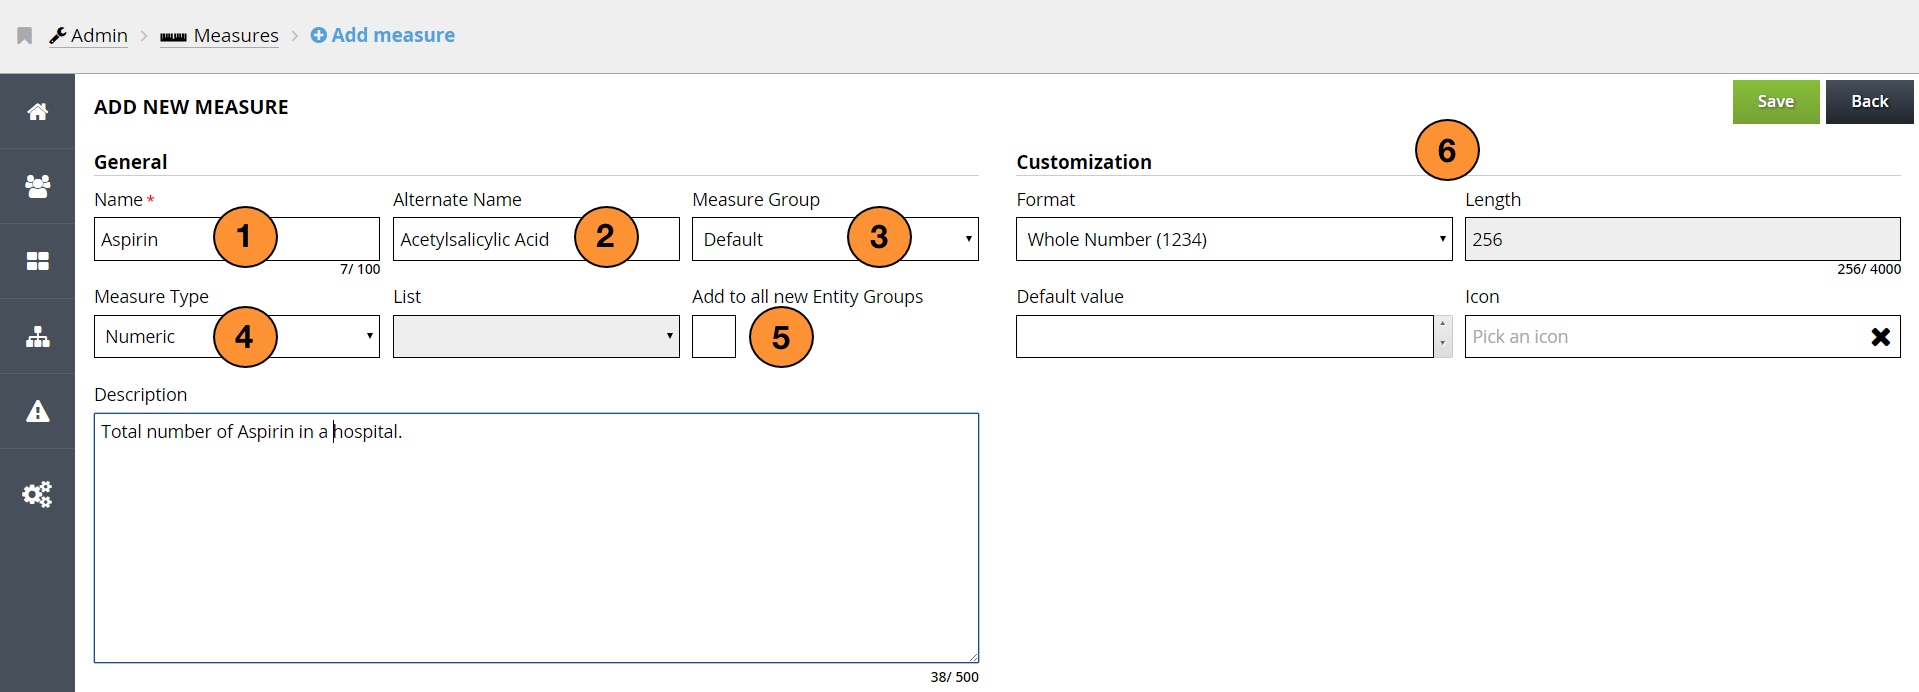 Admin > Measures > Add measure
ADD NEW MEASURE
Save Back
General
Name *
Aspirin
1
7/ 100
Alternate Name
Acetylsalicylic Acid
2
Measure Group
Default
3
Measure Type
Numeric
4
List
Add to all new Entity Groups
5
Description
Total number of Aspirin in a hospital.
38/ 500
Customization
6
Format
Whole Number (1234)
Length
256
256/ 4000
Default value
Icon
Pick an icon